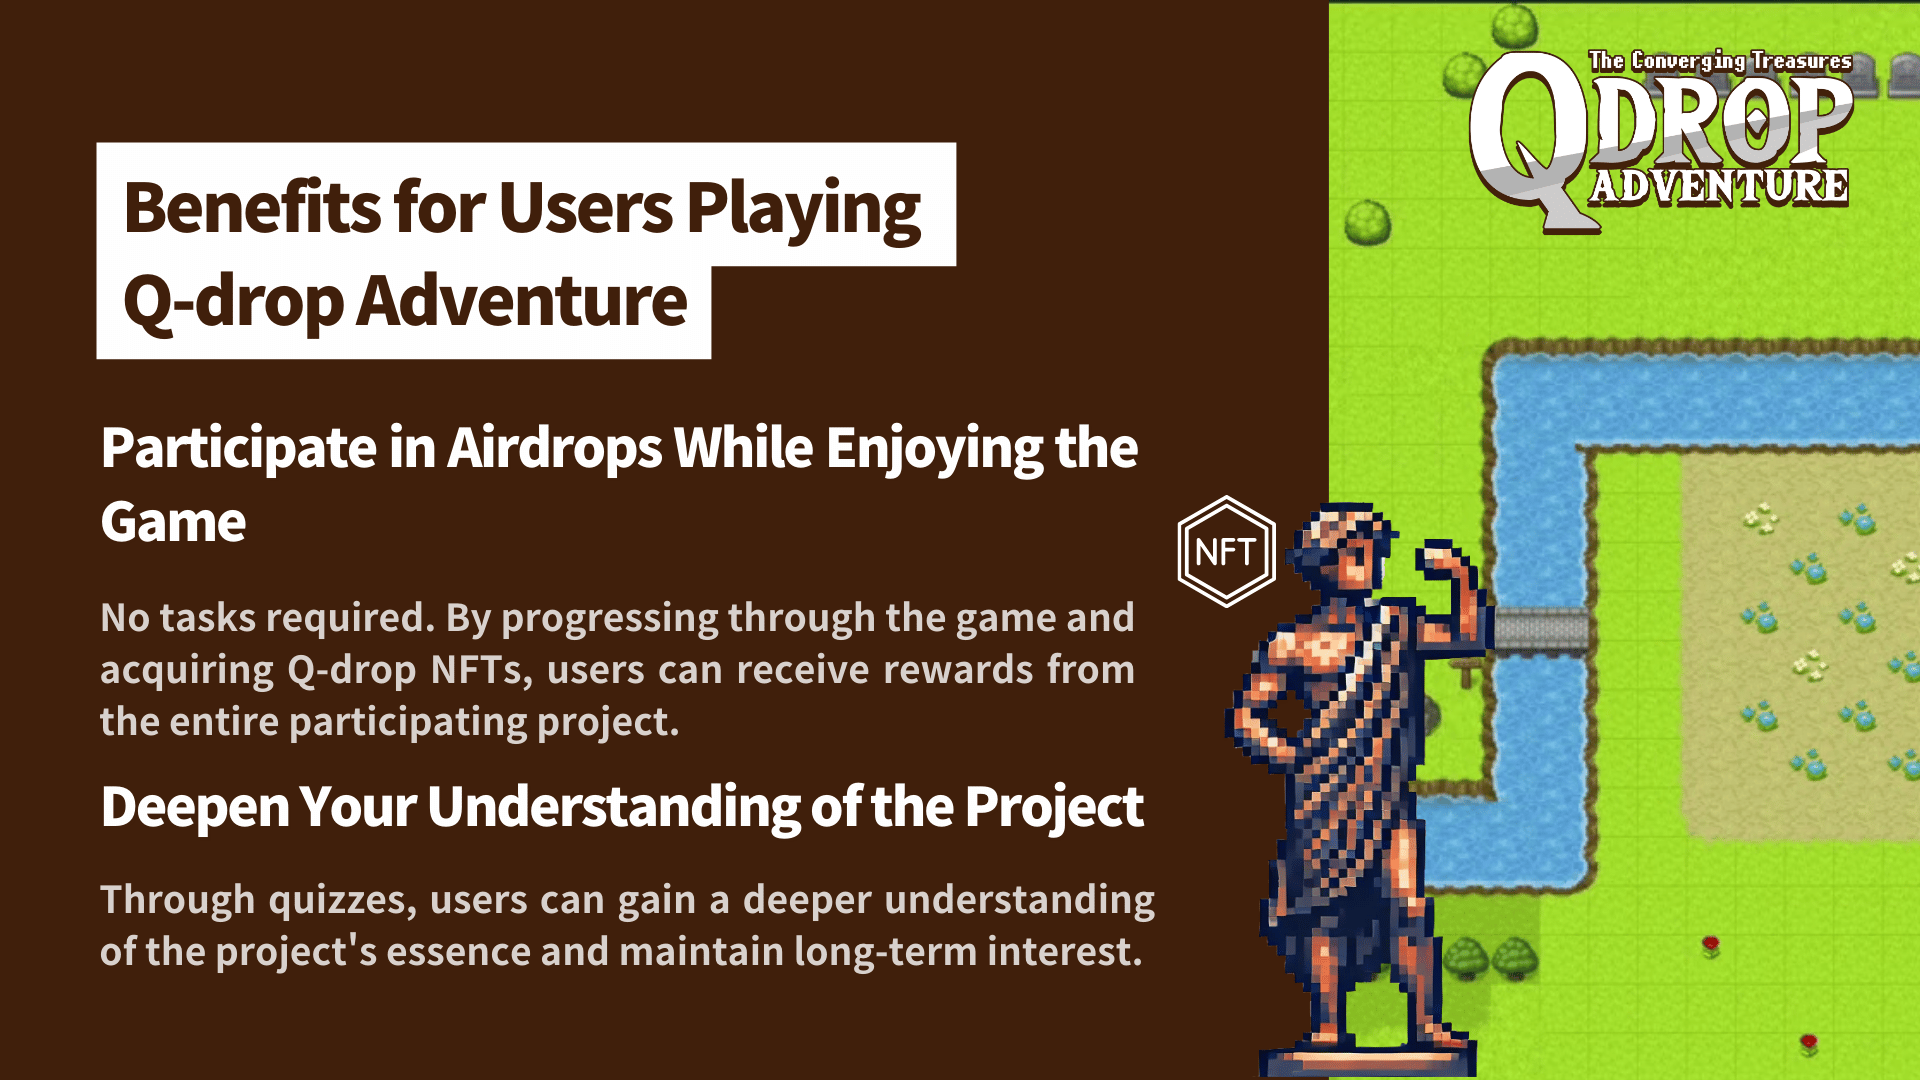 The Converging Treasures
QDROP
ADVENTURE
Benefits for Users Playing
Q-drop Adventure
Participate in Airdrops While Enjoying the
Game
NFT
No tasks required. By progressing through the game and
acquiring Q-drop NFTs, users can receive rewards from
the entire participating project.
Deepen Your Understanding of the Project
Through quizzes, users can gain a deeper understanding
of the project's essence and maintain long-term interest.